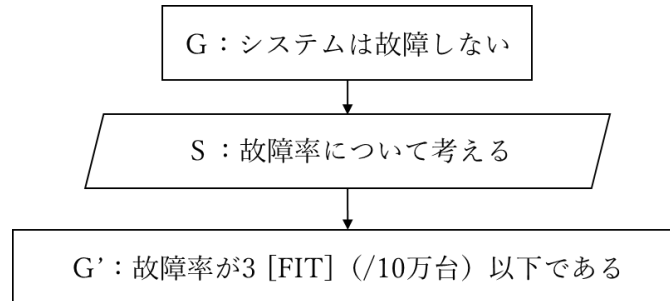 G：システムは故障しない
S：故障率について考える
G’：故障率が3 [FIT]（/10万台）以下である